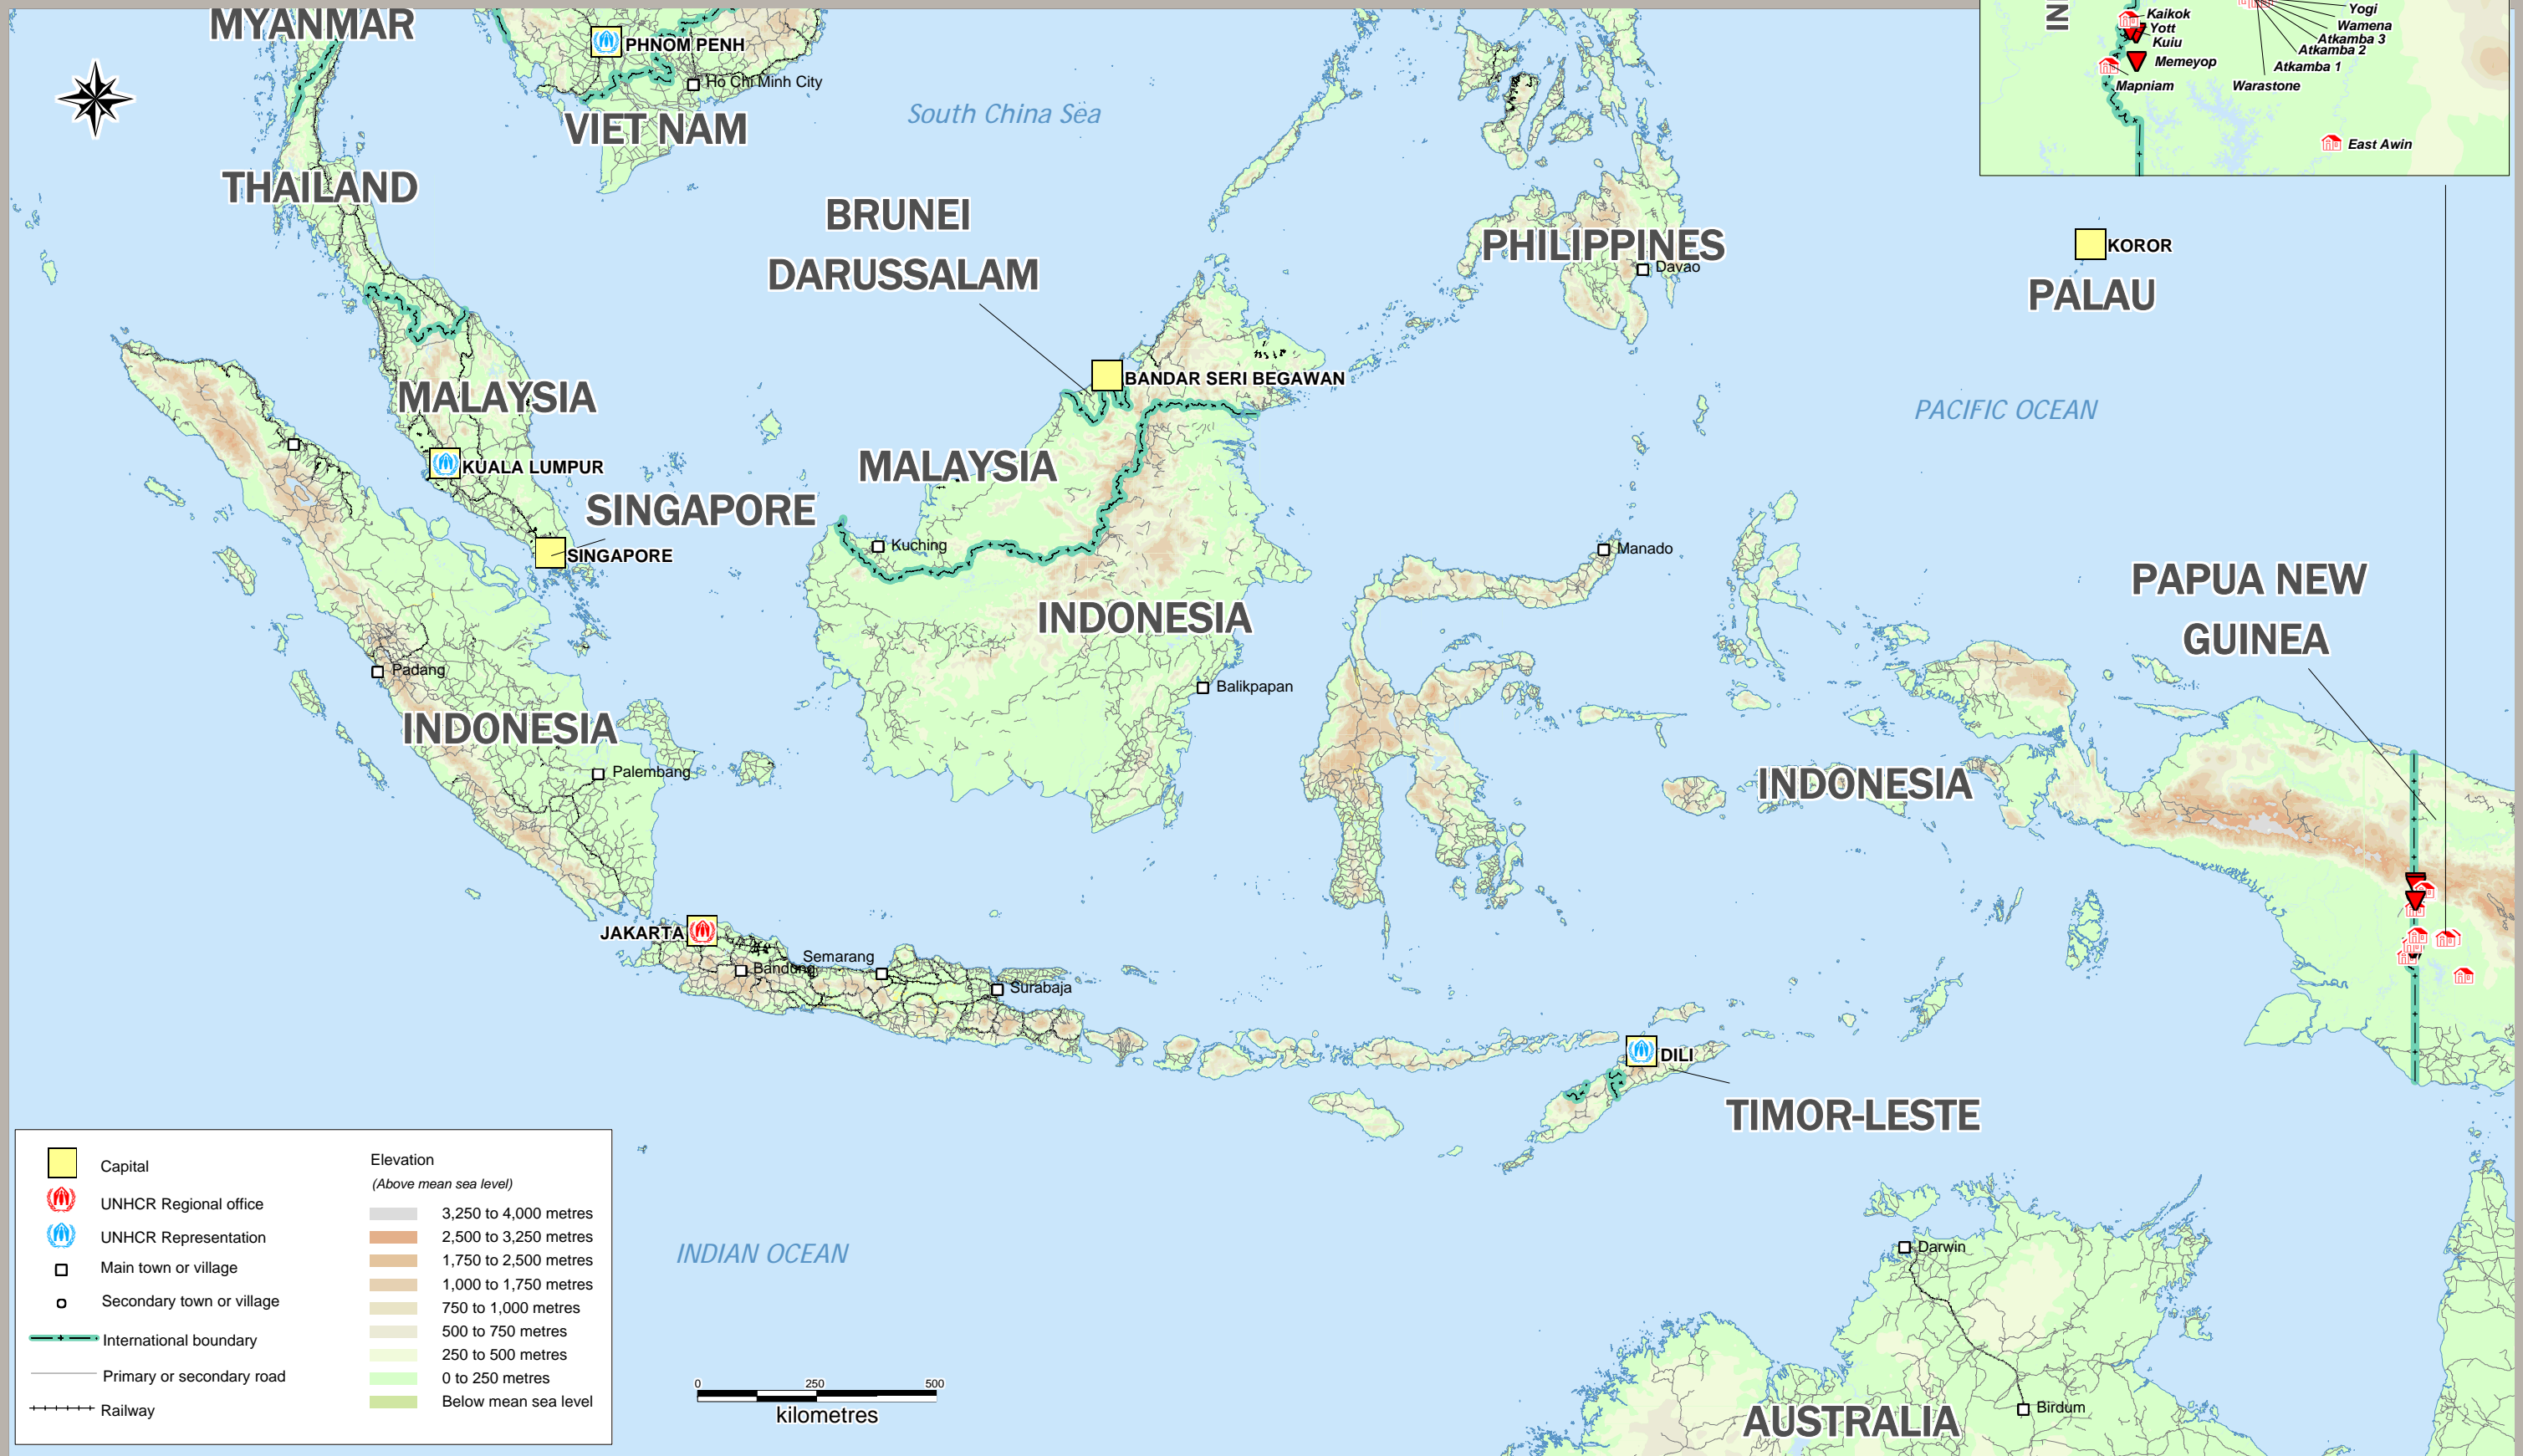 MYANMAR
PHNOM PENH
Ho Chi Minh City
VIET NAM
South China Sea
THAILAND
BRUNEI
DARUSSALAM
PHILIPPINES
Davao
KOROR
PALAU
Yogi
Kaikok
Wamena
Yott
Atkamba 3
Kuiu
Atkamba 2
Memeyop
Atkamba 1
Mapniam
Warastone
East Awin
MALAYSIA
BANDAR SERI BEGAWAN
PACIFIC OCEAN
KUALA LUMPUR
MALAYSIA
SINGAPORE
SINGAPORE
Kuching
Manado
INDONESIA
PAPUA NEW
GUINEA
Padang
Balikpapan
INDONESIA
Palembang
INDONESIA
JAKARTA
Bandung
Semarang
Surabaja
DILI
TIMOR-LESTE
INDIAN OCEAN
Darwin
Birdum
AUSTRALIA
Capital
UNHCR Regional office
UNHCR Representation
Main town or village
Secondary town or village
International boundary
Primary or secondary road
Railway
Elevation
(Above mean sea level)
3,250 to 4,000 metres
2,500 to 3,250 metres
1,750 to 2,500 metres
1,000 to 1,750 metres
750 to 1,000 metres
500 to 750 metres
250 to 500 metres
0 to 250 metres
Below mean sea level
0 250 500
kilometres